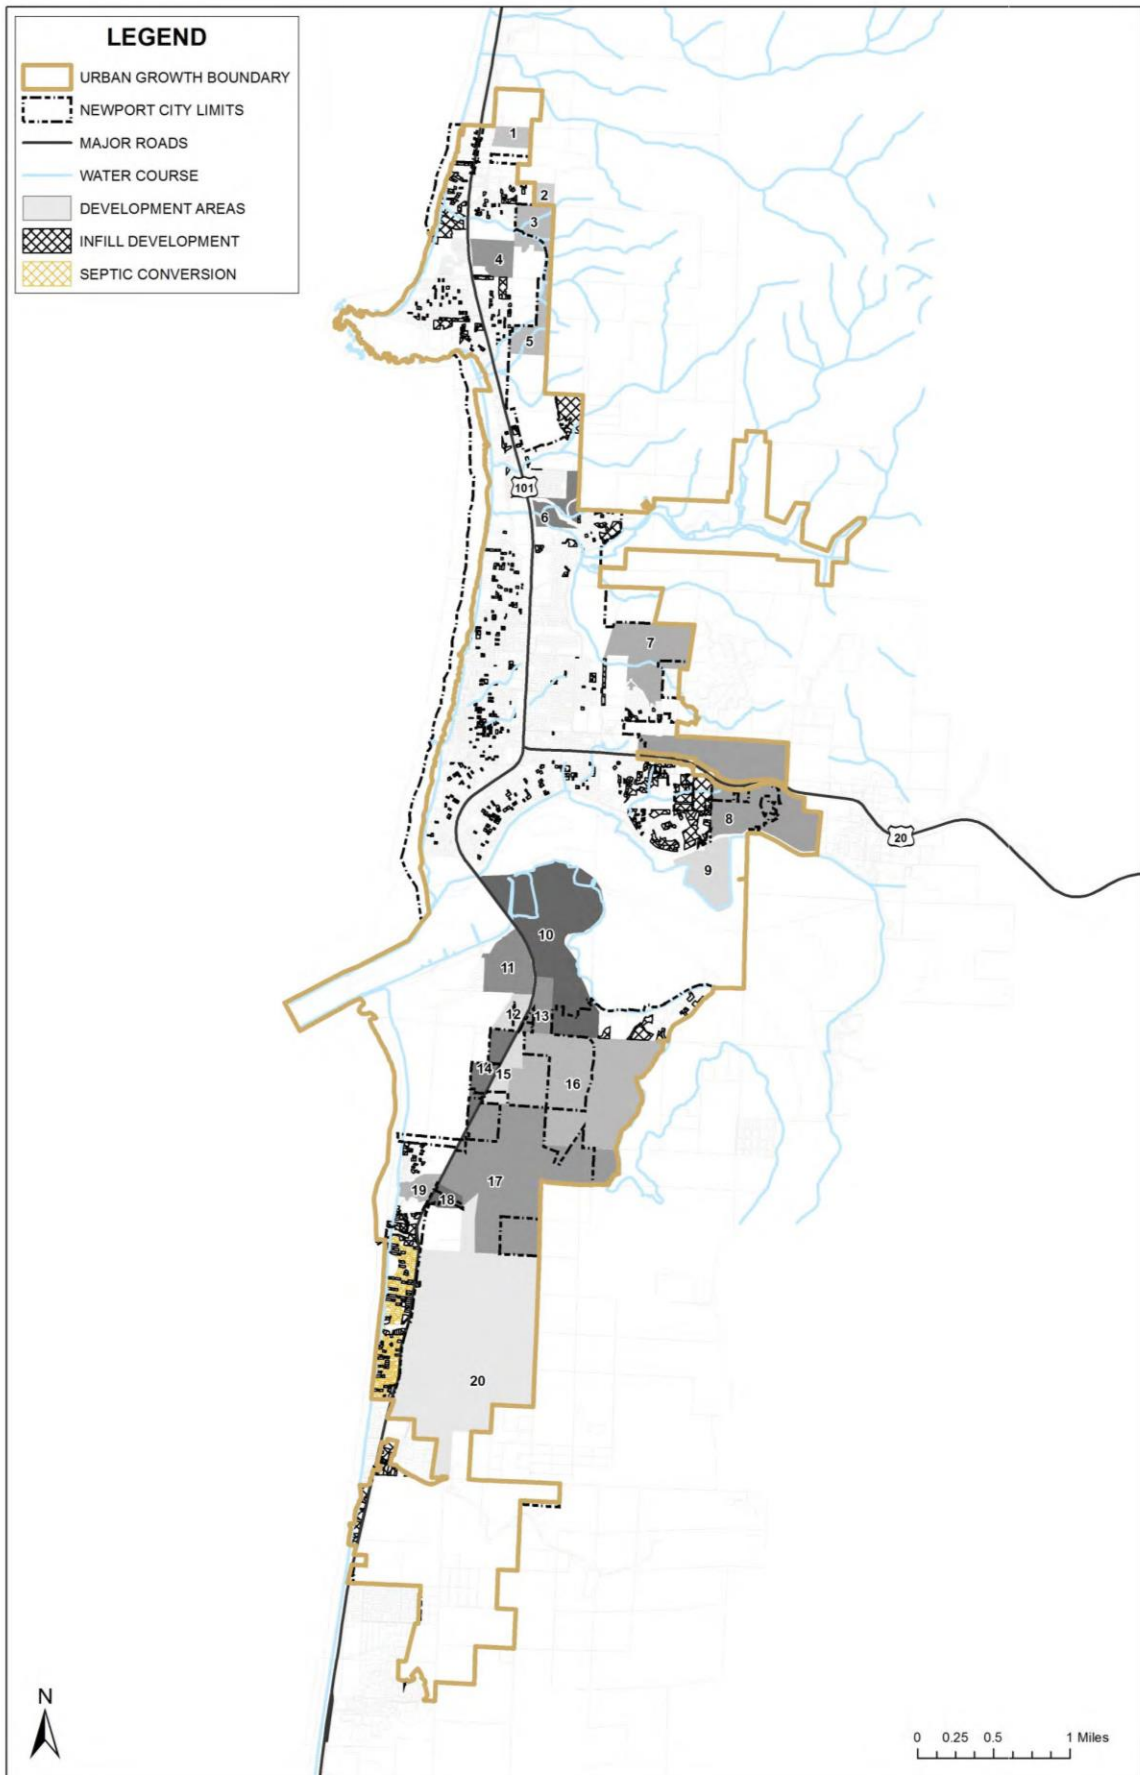 LEGEND
URBAN GROWTH BOUNDARY
NEWPORT CITY LIMITS
MAJOR ROADS
WATER COURSE
DEVELOPMENT AREAS
INFILL DEVELOPMENT
SEPTIC CONVERSION
1
2
3
4
5
101
6
7
8
20
9
10
11
12 13
14 15
16
17
19 18
20
N
0 0.25 0.5 1 Miles